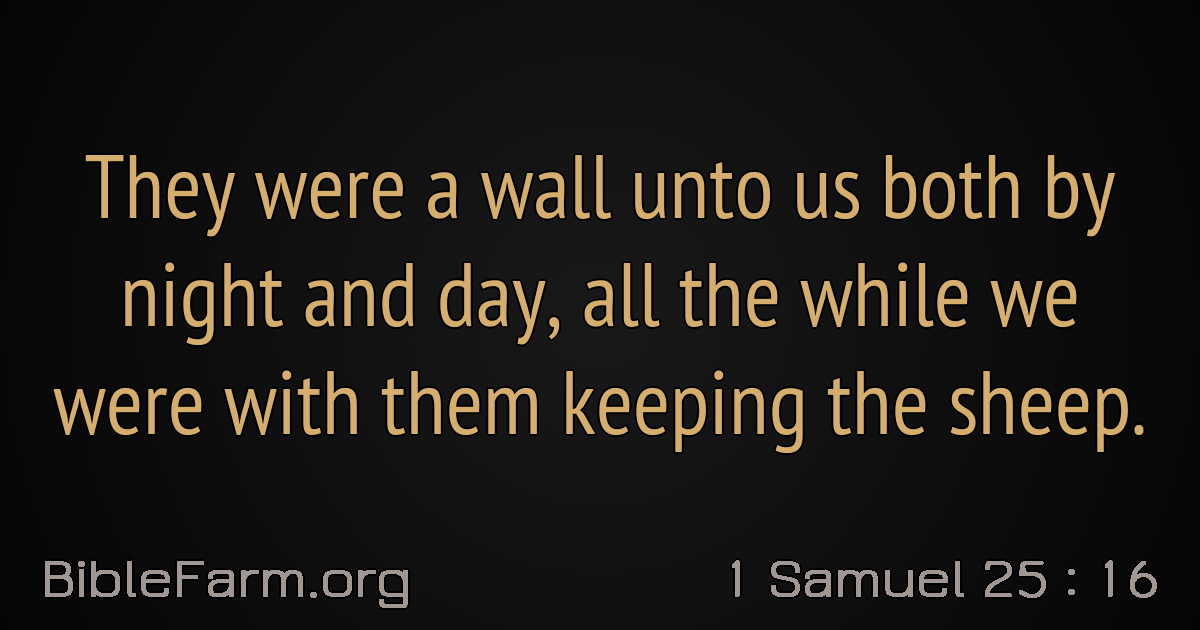 They were a wall unto us both by
night and day, all the while we
were with them keeping the sheep.
BibleFarm.org
1 Samuel 25 : 16